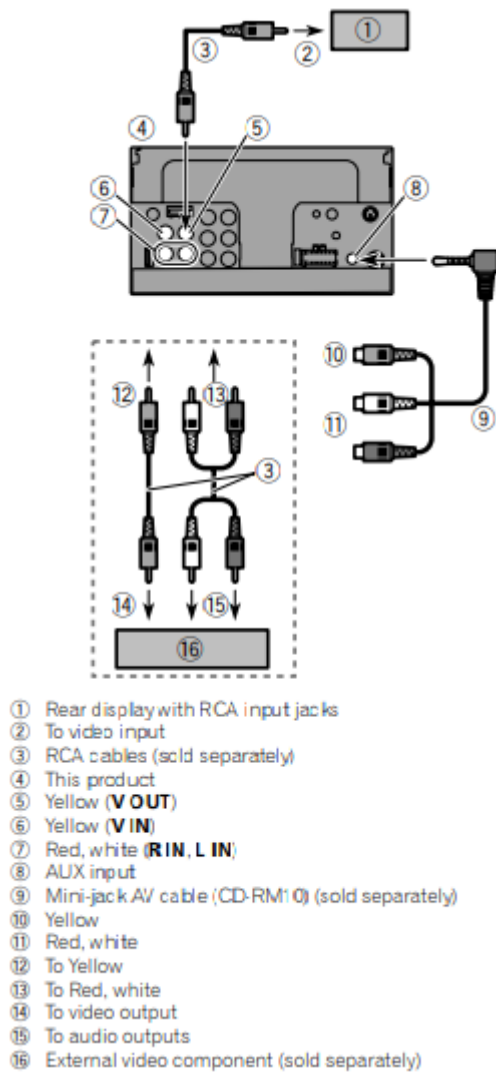 ③
②
①
④
⑤
⑥
⑦
⑧
⑩
⑪
⑨
⑫
⑬
③
⑭
⑮
⑯
① Rear display with RCA input jacks
② To video input
③ RCA cables (sold separately)
④ This product
⑤ Yellow (V OUT)
⑥ Yellow (V IN)
⑦ Red, white (R IN, L IN)
⑧ AUX input
⑨ Mini-jack AV cable (CD-RM10) (sold separately)
⑩ Yellow
⑪ Red, white
⑫ To Yellow
⑬ To Red, white
⑭ To video output
⑮ To audio outputs
⑯ External video component (sold separately)